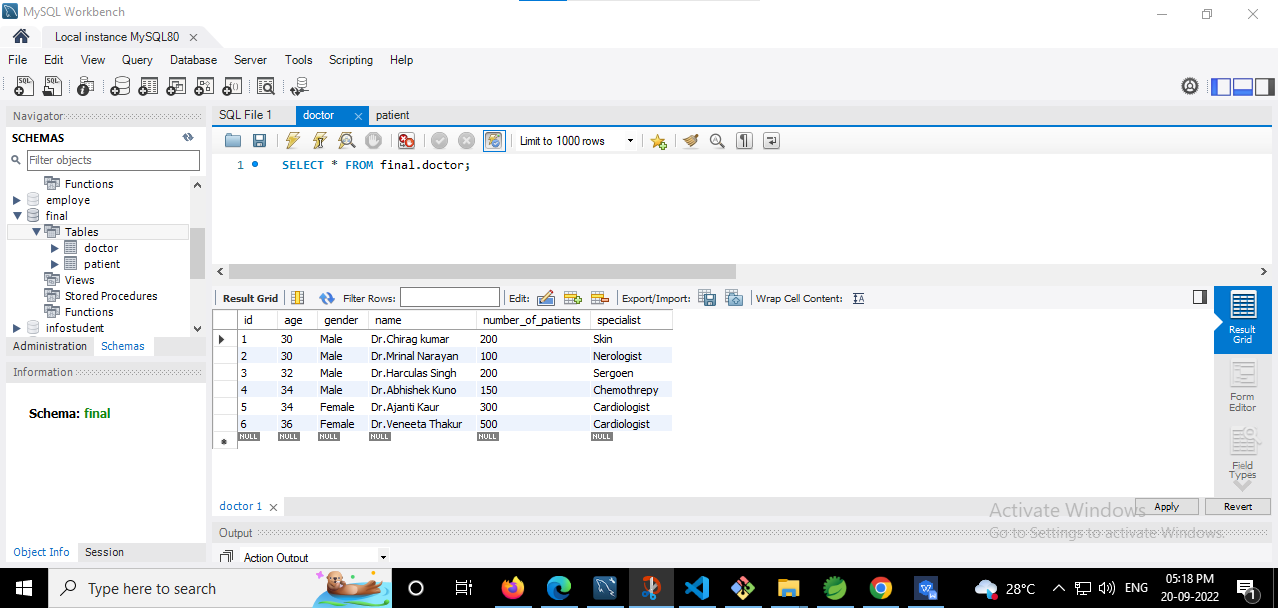 MySQL Workbench
Local instance MySQL80
File Edit View Query Database Server Tools Scripting Help
Navigator
SCHEMAS
Filter objects
Functions
employe
final
Tables
doctor
patient
Views
Stored Procedures
Functions
infostudent
Administration Schemas
Information
Schema: final
Object Info Session
SQL File 1 doctor patient
Limit to 1000 rows
1 SELECT * FROM final.doctor;
Result Grid Filter Rows: Edit: Export/Import: Wrap Cell Content:
id age gender name number_of_patients specialist
1 30 Male Dr.Chirag kumar 200 Skin
2 30 Male Dr.Mrinal Narayan 100 Nerologist
3 32 Male Dr.Harculas Singh 200 Sergoen
4 34 Male Dr.Abhishek Kuno 150 Chemothrepy
5 34 Female Dr.Ajanti Kaur 300 Cardiologist
6 36 Female Dr.Veneeta Thakur 500 Cardiologist
NULL NULL NULL NULL NULL NULL
Result
Grid
Form
Editor
Field
Types
doctor 1
Apply Revert
Activate Windows
Go to Settings to activate Windows.
Output
Action Output
Type here to search
28°C
ENG
05:18 PM
20-09-2022
1